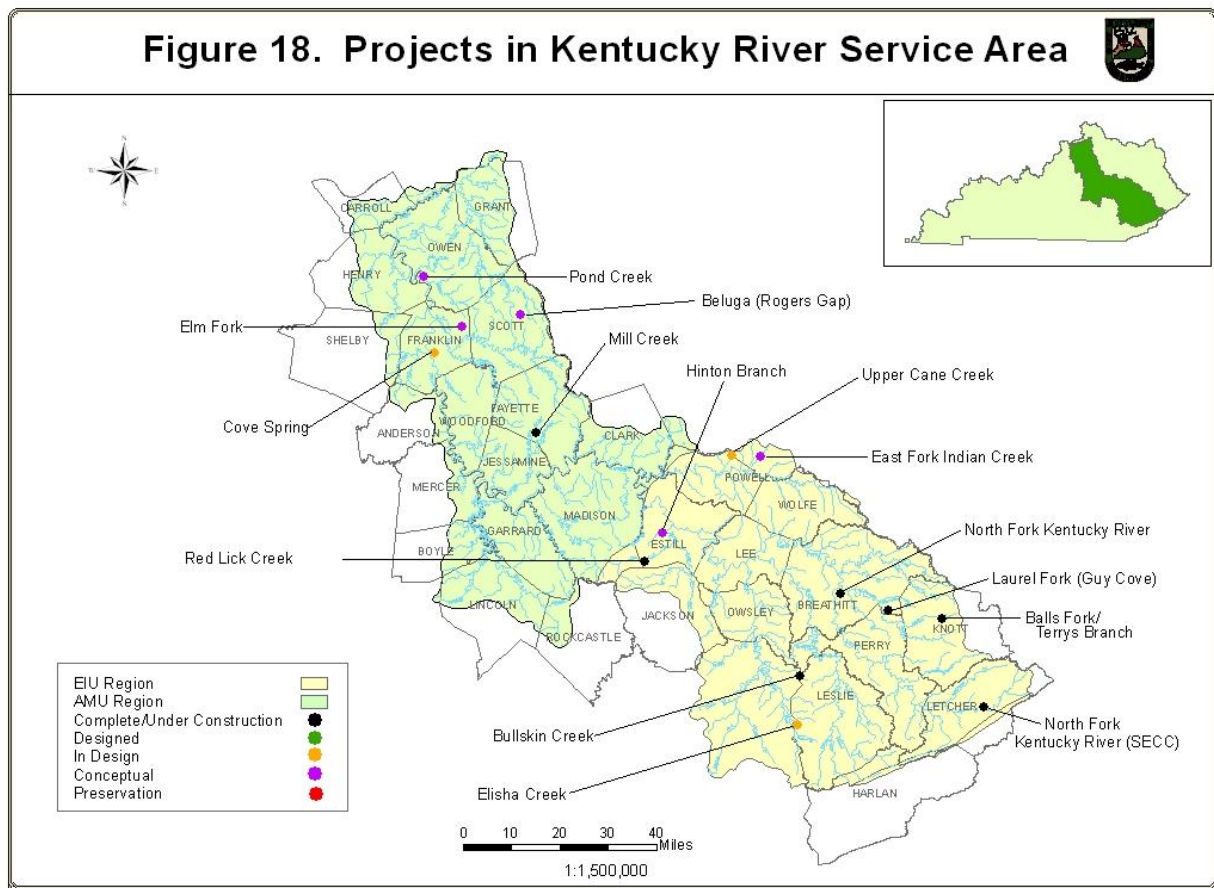 Figure 18. Projects in Kentucky River Service Area
N
W
E
S
CARROLL
GRANT
OWEN
HENRY
Pond Creek
Beluga (Rogers Gap)
Elm Fork
SCOTT
SHELBY
FRANKLIN
Mill Creek
Hinton Branch
Upper Cane Creek
Cove Spring
FAYETTE
WOODFORD
ANDERSON
CLARK
JESSAMINE
East Fork Indian Creek
POWELL
MERCER
WOLFE
MADISON
GARRARD
North Fork Kentucky River
BOYLE
ESTILL
LEE
Red Lick Creek
Laurel Fork (Guy Cove)
LINCOLN
JACKSON
OWSLEY
BREATHITT
Balls Fork/
Terrys Branch
KNOTT
ROCKCASTLE
PERRY
EIU Region
AMU Region
Complete/Under Construction
Designed
In Design
Conceptual
Preservation
LESLIE
LETCHER
Bullskin Creek
North Fork
Kentucky River (SECC)
Elisha Creek
HARLAN
0 10 20 30 40
Miles
1:1,500,000